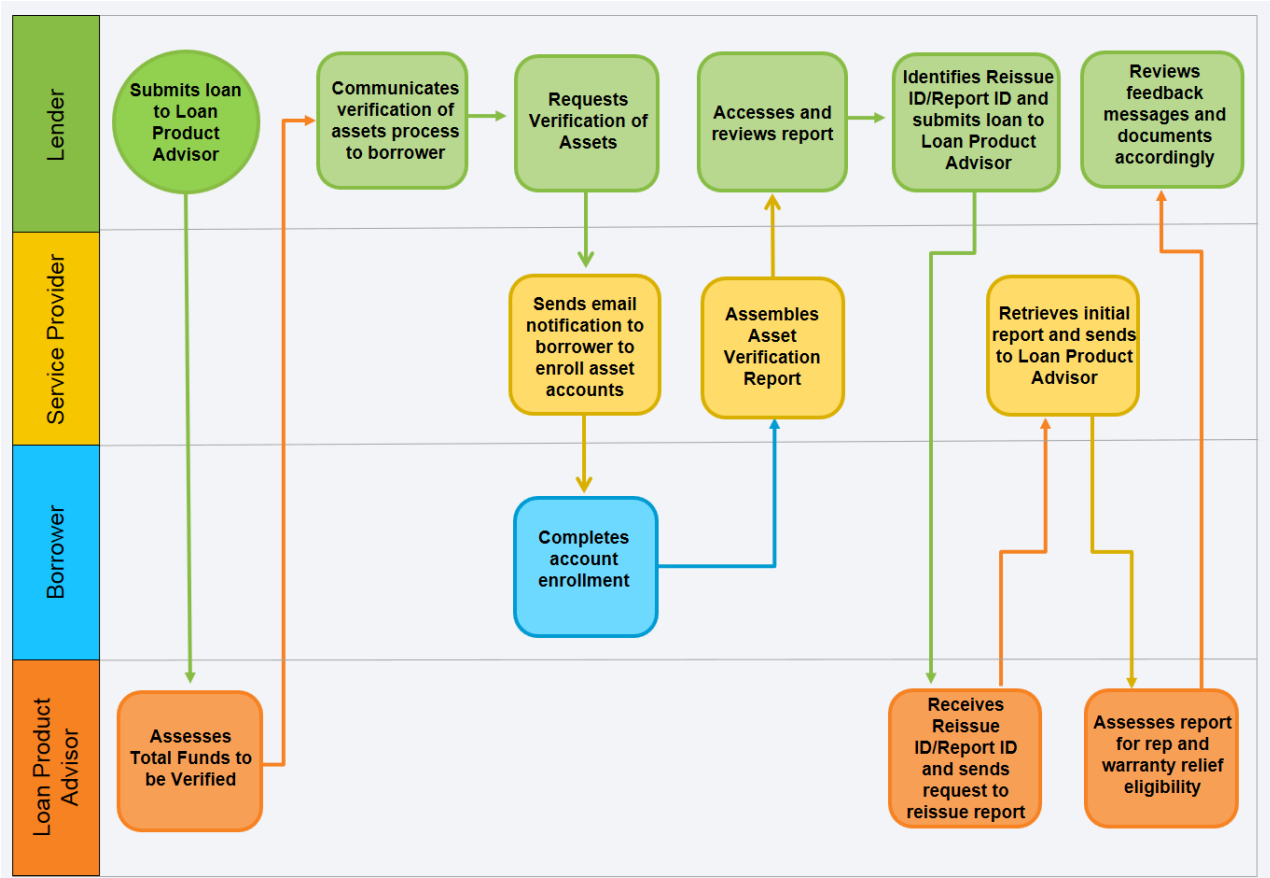 Lender
Submits loan
to Loan
Product
Advisor
Communicates
verification of
assets process
to borrower
Requests
Verification of
Assets
Accesses and
reviews report
Identifies Reissue
ID/Report ID and
submits loan to
Loan Product
Advisor
Reviews
feedback
messages and
documents
accordingly
Service Provider
Sends email
notification to
borrower to
enroll asset
accounts
Assembles
Asset
Verification
Report
Retrieves initial
report and sends
to Loan Product
Advisor
Borrower
Completes
account
enrollment
Loan Product
Advisor
Assesses
Total Funds to
be Verified
Receives
Reissue
ID/Report ID
and sends
request to
reissue report
Assesses report
for rep and
warranty relief
eligibility